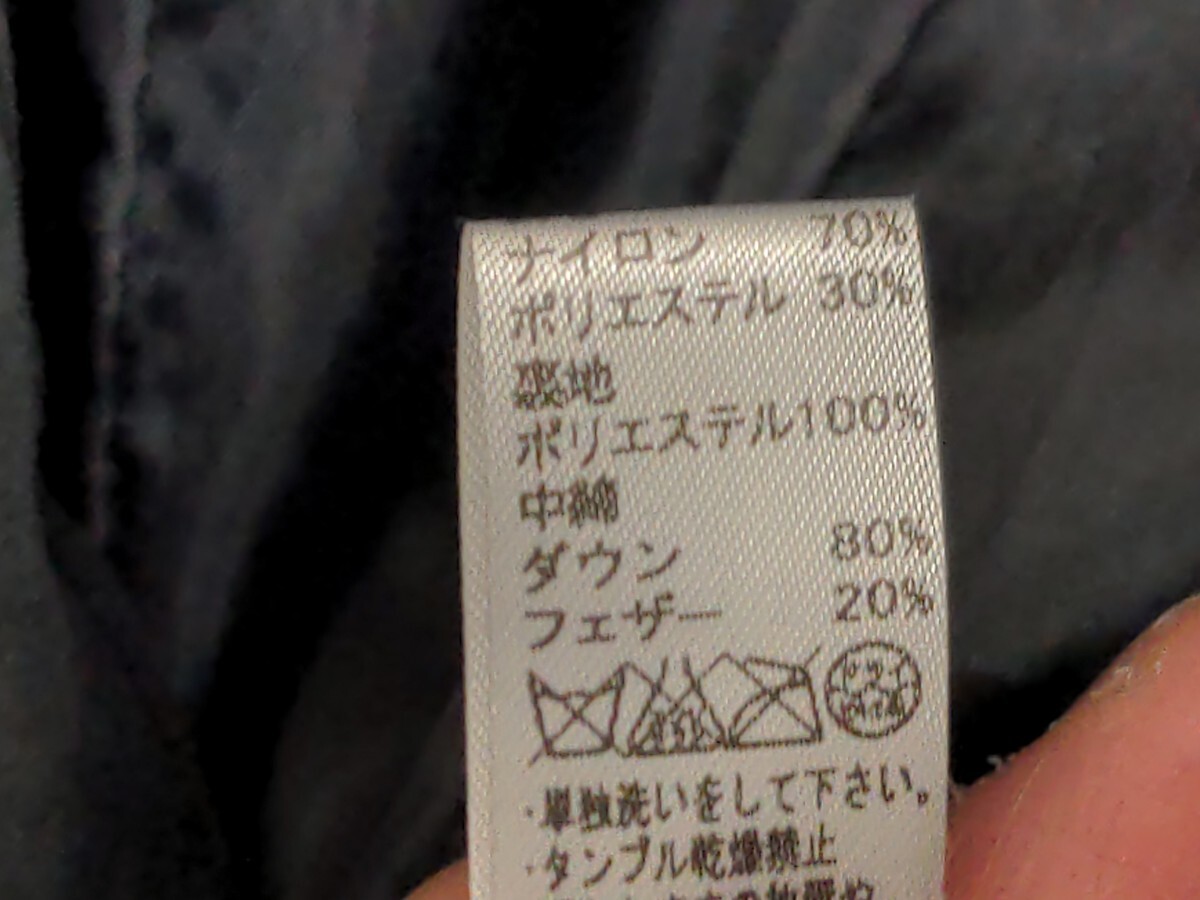 ナイロン 70%
ポリエステル 30%
裏地
ポリエステル100%
中綿
ダウン 80%
フェザー 20%
・単独洗いをして下さい。
・タンブル乾燥禁止